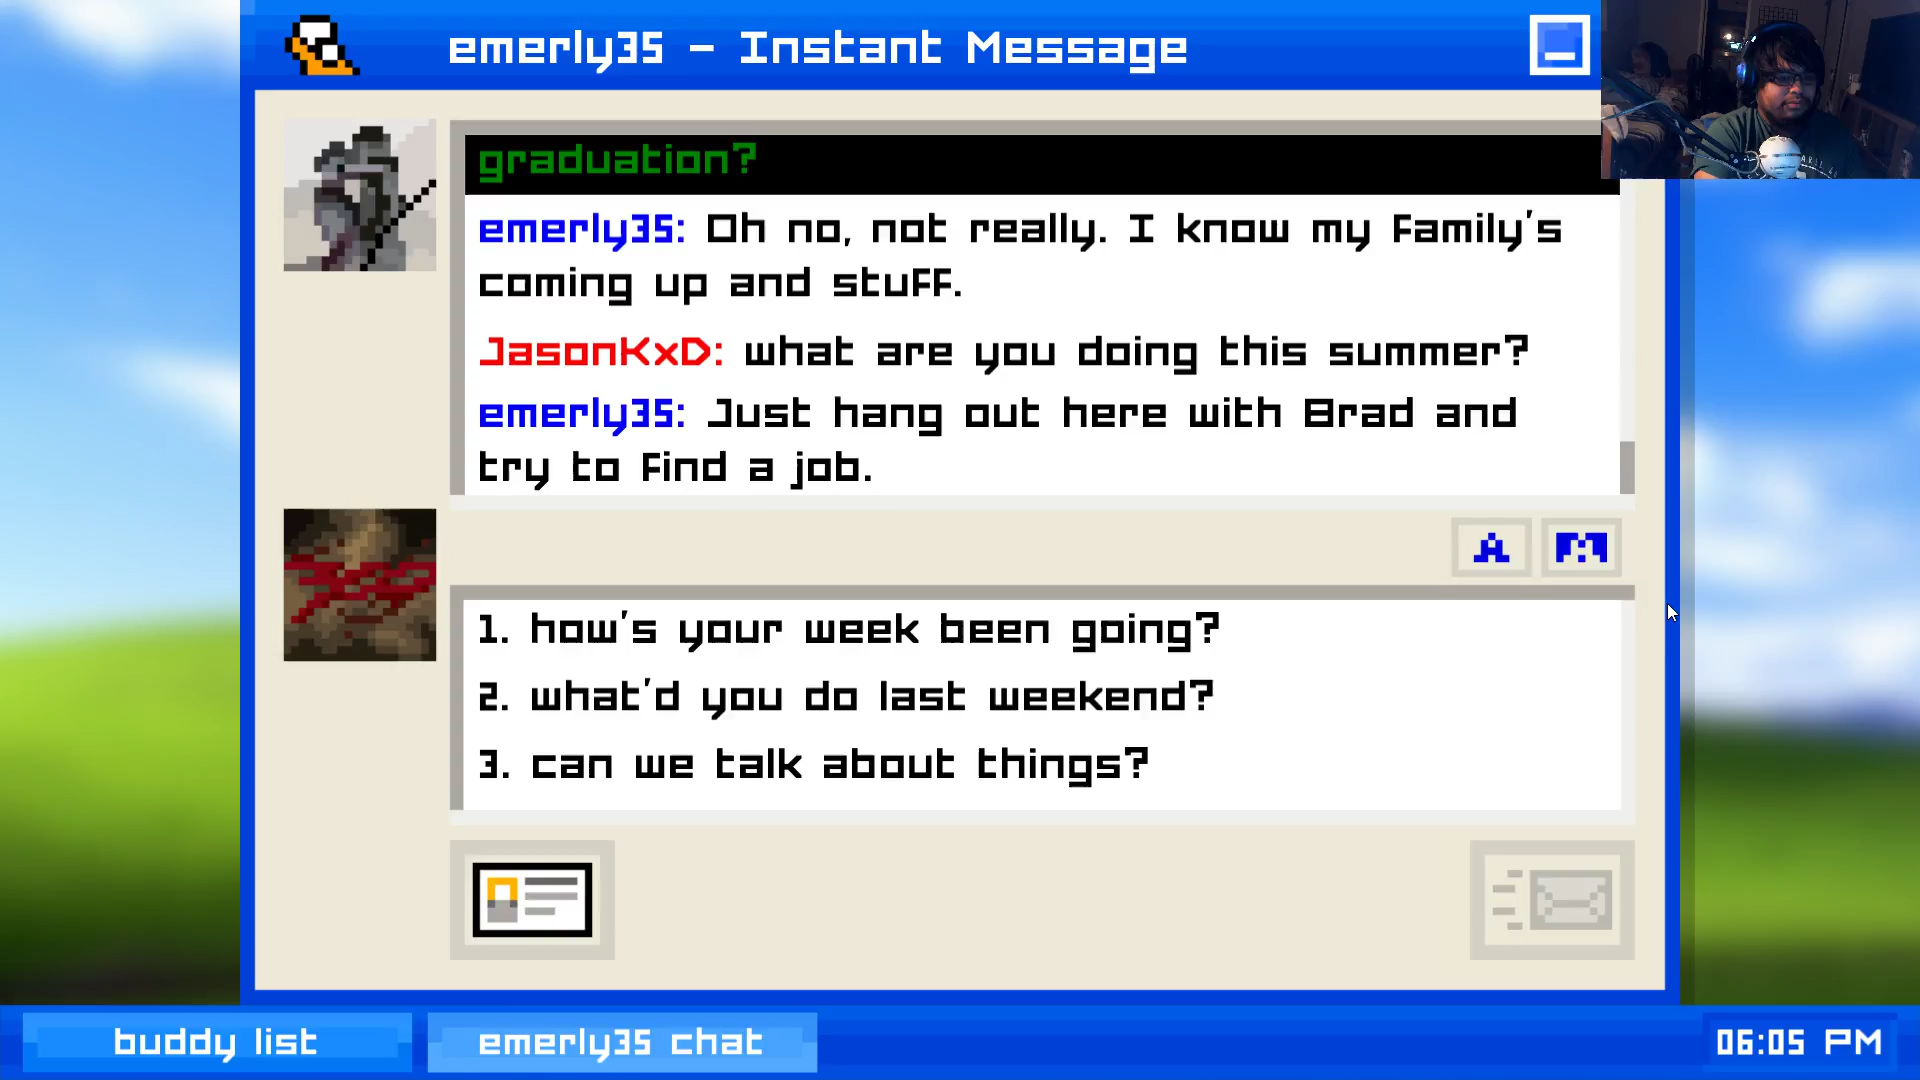 emerly35 - Instant Message
graduation?
emerly35: Oh no, not really. I know my family's
coming up and stuff.
JasonKxD: what are you doing this summer?
emerly35: Just hang out here with Brad and
try to find a job.
A
1. how's your week been going?
2. what'd you do last weekend?
3. can we talk about things?
buddy list
emerly35 chat
06:05 PM